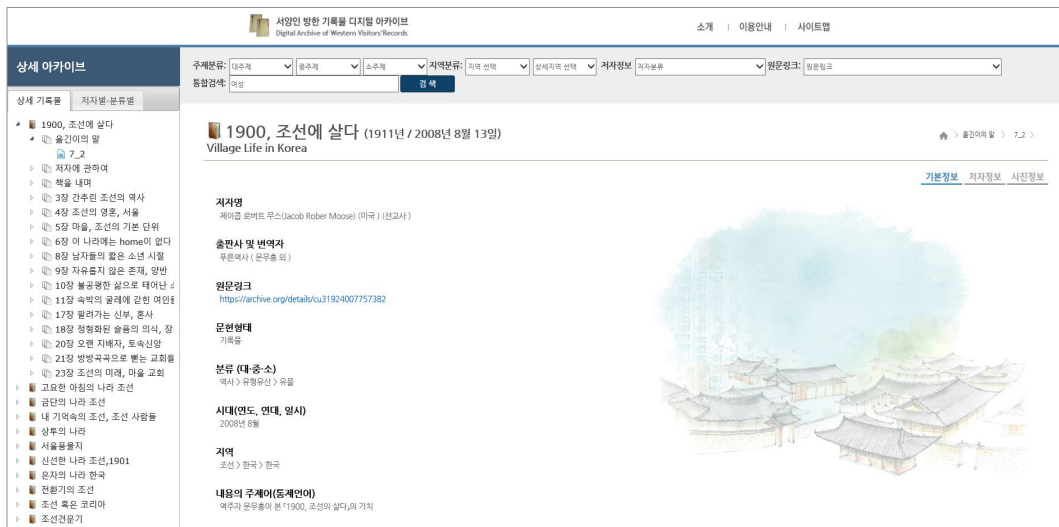 서양인 방한 기록물 디지털 아카이브
Digital Archive of Western Visitors'Records
소개 | 이용안내 | 사이트맵
상세 아카이브
주제분류: 대주제 중주제 소주제 지역분류: 지역 선택 상세지역 선택 저자정보 저자분류 원문링크: 원문링크
통합검색: 여성 검색
상세 기록물 저자별·분류별
1900, 조선에 살다
옮긴이의 말
7_2
저자에 관하여
책을 내며
3장 간추린 조선의 역사
4장 조선의 영혼, 서울
5장 마을, 조선의 기본 단위
6장 이 나라에는 home이 없다
8장 남자들의 짧은 소년 시절
9장 자유롭지 않은 존재, 양반
10장 불공평한 삶으로 태어난
11장 속박의 굴레에 갇힌 여인들
17장 팔려가는 신부, 혼사
18장 정형화된 슬픔의 의식, 장
20장 오랜 지배자, 토속신앙
21장 방방곡곡으로 뻗는 교회들
23장 조선의 미래, 마을 교회
고요한 아침의 나라 조선
금단의 나라 조선
내 기억속의 조선, 조선 사람들
상투의 나라
서울풍물지
신선한 나라 조선,1901
은자의 나라 한국
전환기의 조선
조선 혹은 코리아
조선견문기
1900, 조선에 살다 (1911년 / 2008년 8월 13일)
Village Life in Korea
> 옮긴이의 말 > 7_2 >
기본정보 저자정보 사진정보
저자명
제이콥 로버트 무스(Jacob Rober Moose) (미국 ) (선교사 )
출판사 및 번역자
푸른역사 ( 문무홍 외 )
원문링크
https://archive.org/details/cu31924007757382
문헌형태
기록물
분류 (대·중·소)
역사 > 유형유산 > 유물
시대(연도, 연대, 일시)
2008년 8월
지역
조선 > 한국 > 한국
내용의 주제어(통제언어)
역주자 문무홍이 본 「1900, 조선의 살다」의 가치